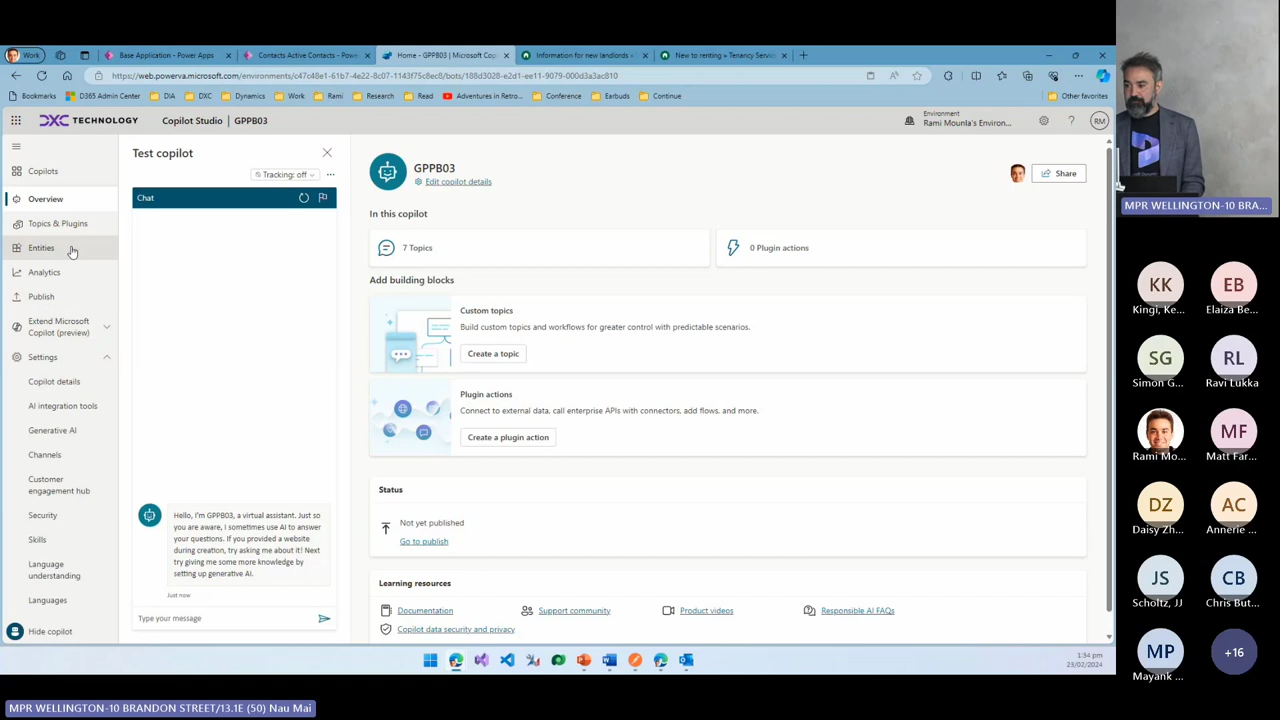 Work
Base Application - Power Apps
Contacts Active Contacts - Powe
Home - GPPB03 | Microsoft Cop
Information for new landlords »
New to renting » Tenancy Servic
https://web.powerva.microsoft.com/environments/c47c48e1-61b7-4e22-8c07-1143f75c8ec8/bots/188d3028-e2d1-ee11-9079-000d3a3ac810
Bookmarks
D365 Admin Center
DIA
DXC
Dynamics
Work
Rami
Research
Read
Adventures in Retro...
Conference
Earbuds
Continue
Other favorites
DXC TECHNOLOGY
Copilot Studio
GPPB03
Environment
Rami Mounla's Environ...
RM
Copilots
Overview
Topics & Plugins
Entities
Analytics
Publish
Extend Microsoft
Copilot (preview)
Settings
Copilot details
AI integration tools
Generative AI
Channels
Customer
engagement hub
Security
Skills
Language
understanding
Languages
Hide copilot
Test copilot
Tracking: off
Chat
Hello, I'm GPPB03, a virtual assistant. Just so
you are aware, I sometimes use AI to answer
your questions. If you provided a website
during creation, try asking me about it! Next
try giving me some more knowledge by
setting up generative AI.
Just now
Type your message
GPPB03
Edit copilot details
Share
In this copilot
7 Topics
0 Plugin actions
Add building blocks
Custom topics
Build custom topics and workflows for greater control with predictable scenarios.
Create a topic
Plugin actions
Connect to external data, call enterprise APIs with connectors, add flows, and more.
Create a plugin action
Status
Not yet published
Go to publish
Learning resources
Documentation
Support community
Product videos
Responsible AI FAQs
Copilot data security and privacy
1:34 pm
23/02/2024
MPR WELLINGTON-10 BRA...
KK
Kingi, Ke...
EB
Elaiza Be...
SG
Simon G...
RL
Ravi Lukka
Rami Mo...
MF
Matt Far...
DZ
Daisy Zh...
AC
Annerie ...
JS
Scholtz, JJ
CB
Chris But...
MP
Mayank ...
+16
MPR WELLINGTON-10 BRANDON STREET/13.1E (50) Nau Mai